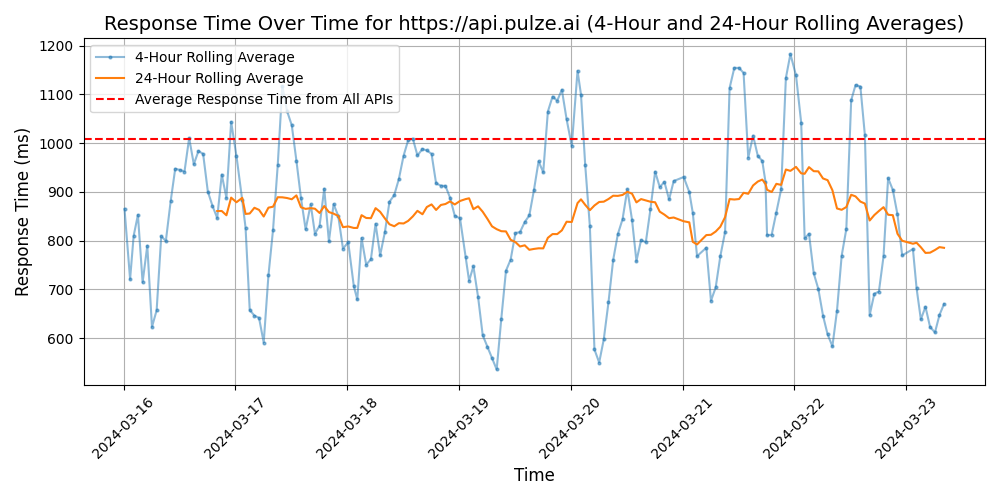 Response Time Over Time for https://api.pulze.ai (4-Hour and 24-Hour Rolling Averages)
4-Hour Rolling Average
24-Hour Rolling Average
Average Response Time from All APIs
Response Time (ms)
1200
1100
1000
900
800
700
600
2024-03-16
2024-03-17
2024-03-18
2024-03-19
2024-03-20
2024-03-21
2024-03-22
2024-03-23
Time